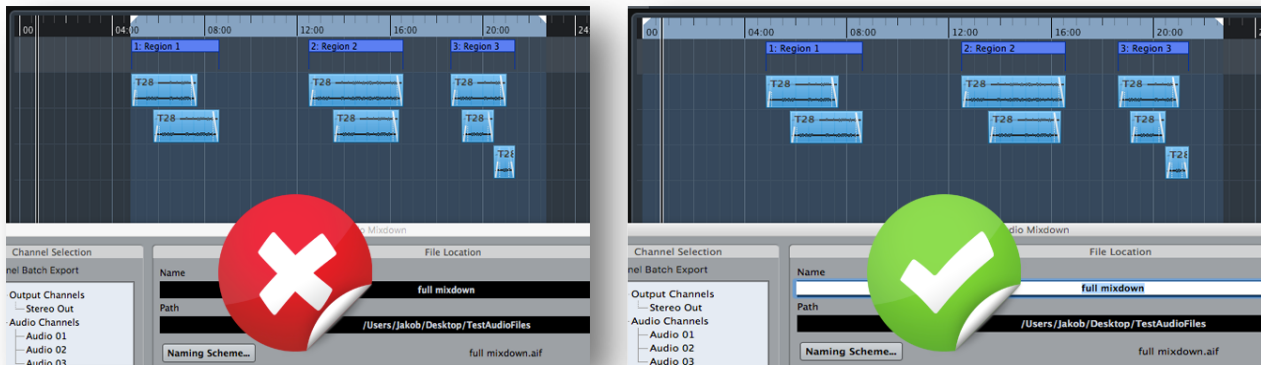 00 04:00 08:00 12:00 16:00 20:00 24
1: Region 1 2: Region 2 3: Region 3
T28 T28 T28
T28 T28 T28
T28
Mixdown
Channel Selection File Location
nel Batch Export
Name
full mixdown
Output Channels
Stereo Out
Path
Audio Channels
/Users/Jakob/Desktop/TestAudioFiles
Audio 01
Audio 02
Audio 03
Naming Scheme...
full mixdown.aif
00 04:00 08:00 12:00 16:00 20:00
1: Region 1 2: Region 2 3: Region 3
T28 T28 T28
T28 T28 T28
T28
dio Mixdown
Channel Selection File Location
nel Batch Export
Name
full mixdown
Output Channels
Stereo Out
Path
Audio Channels
/Users/Jakob/Desktop/TestAudioFiles
Audio 01
Audio 02
Audio 03
Naming Scheme...
full mixdown.aif